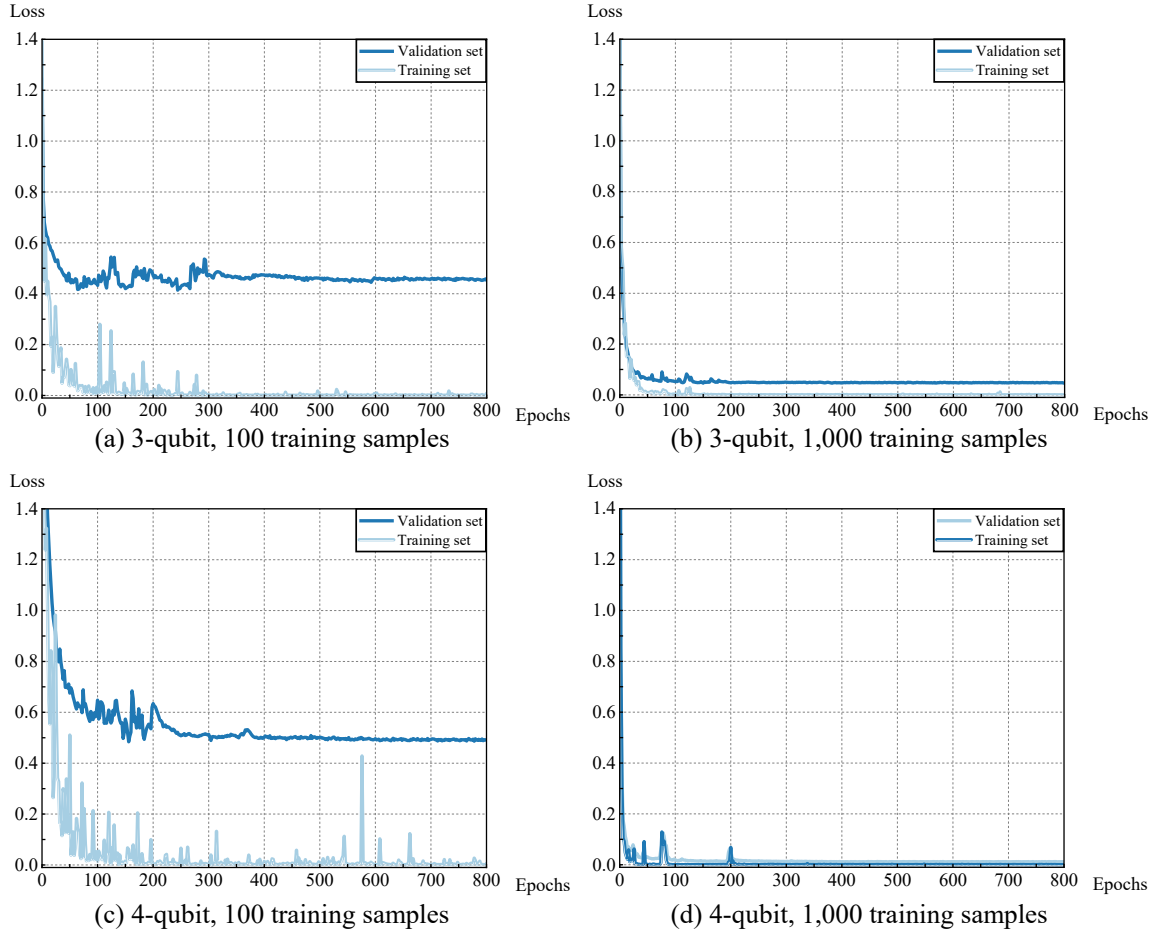 Loss
1.4
Validation set
Training set
1.2
1.0
0.8
0.6
0.4
0.2
0.0
0 100 200 300 400 500 600 700 800
Epochs
(a) 3-qubit, 100 training samples
Loss
1.4
Validation set
Training set
1.2
1.0
0.8
0.6
0.4
0.2
0.0
0 100 200 300 400 500 600 700 800
Epochs
(b) 3-qubit, 1,000 training samples
Loss
1.4
Validation set
Training set
1.2
1.0
0.8
0.6
0.4
0.2
0.0
0 100 200 300 400 500 600 700 800
Epochs
(c) 4-qubit, 100 training samples
Loss
1.4
Validation set
Training set
1.2
1.0
0.8
0.6
0.4
0.2
0.0
0 100 200 300 400 500 600 700 800
Epochs
(d) 4-qubit, 1,000 training samples